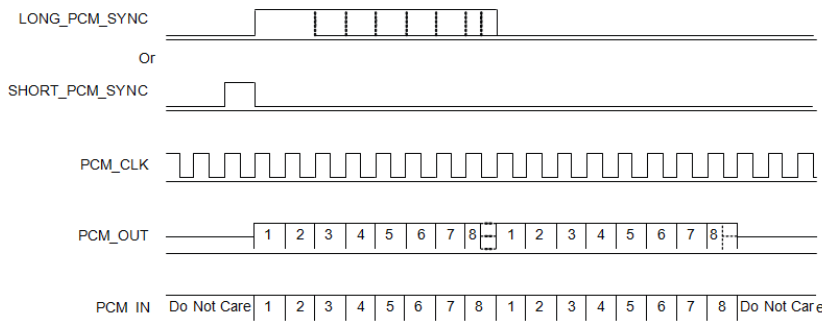 LONG_PCM_SYNC
Or
SHORT_PCM_SYNC
PCM_CLK
PCM_OUT 1 2 3 4 5 6 7 8 1 2 3 4 5 6 7 8
PCM IN Do Not Care 1 2 3 4 5 6 7 8 1 2 3 4 5 6 7 8 Do Not Care